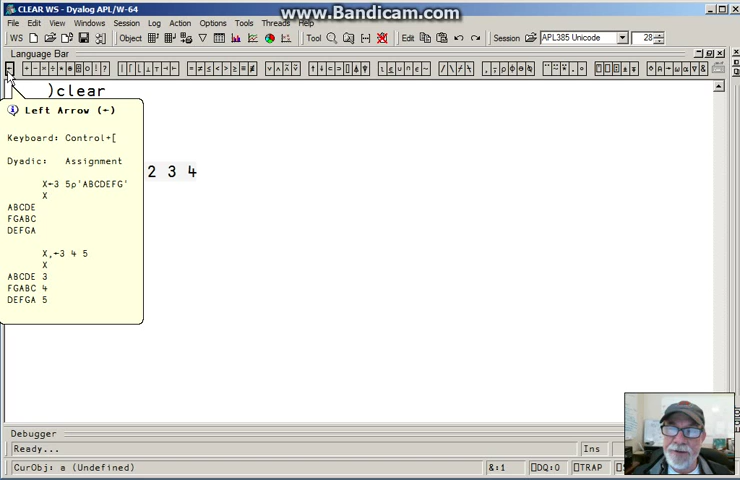 CLEAR WS - Dyalog APL/W-64
www.Bandicam.com
File Edit View Windows Session Log Action Options Tools Threads Help
WS Object Tool Edit Session APL385 Unicode 28
Language Bar
)clear
Left Arrow (←)
Keyboard: Control+[
Dyadic: Assignment
X←3 5⍴'ABCDEFG'
2 3 4
X
ABCDE
FGABC
DEFGA
X,←3 4 5
X
ABCDE 3
FGABC 4
DEFGA 5
Debugger
Editor
Ready...
Ins
CurObj: a (Undefined)
&:1
⎕DQ:0
⎕TRAP